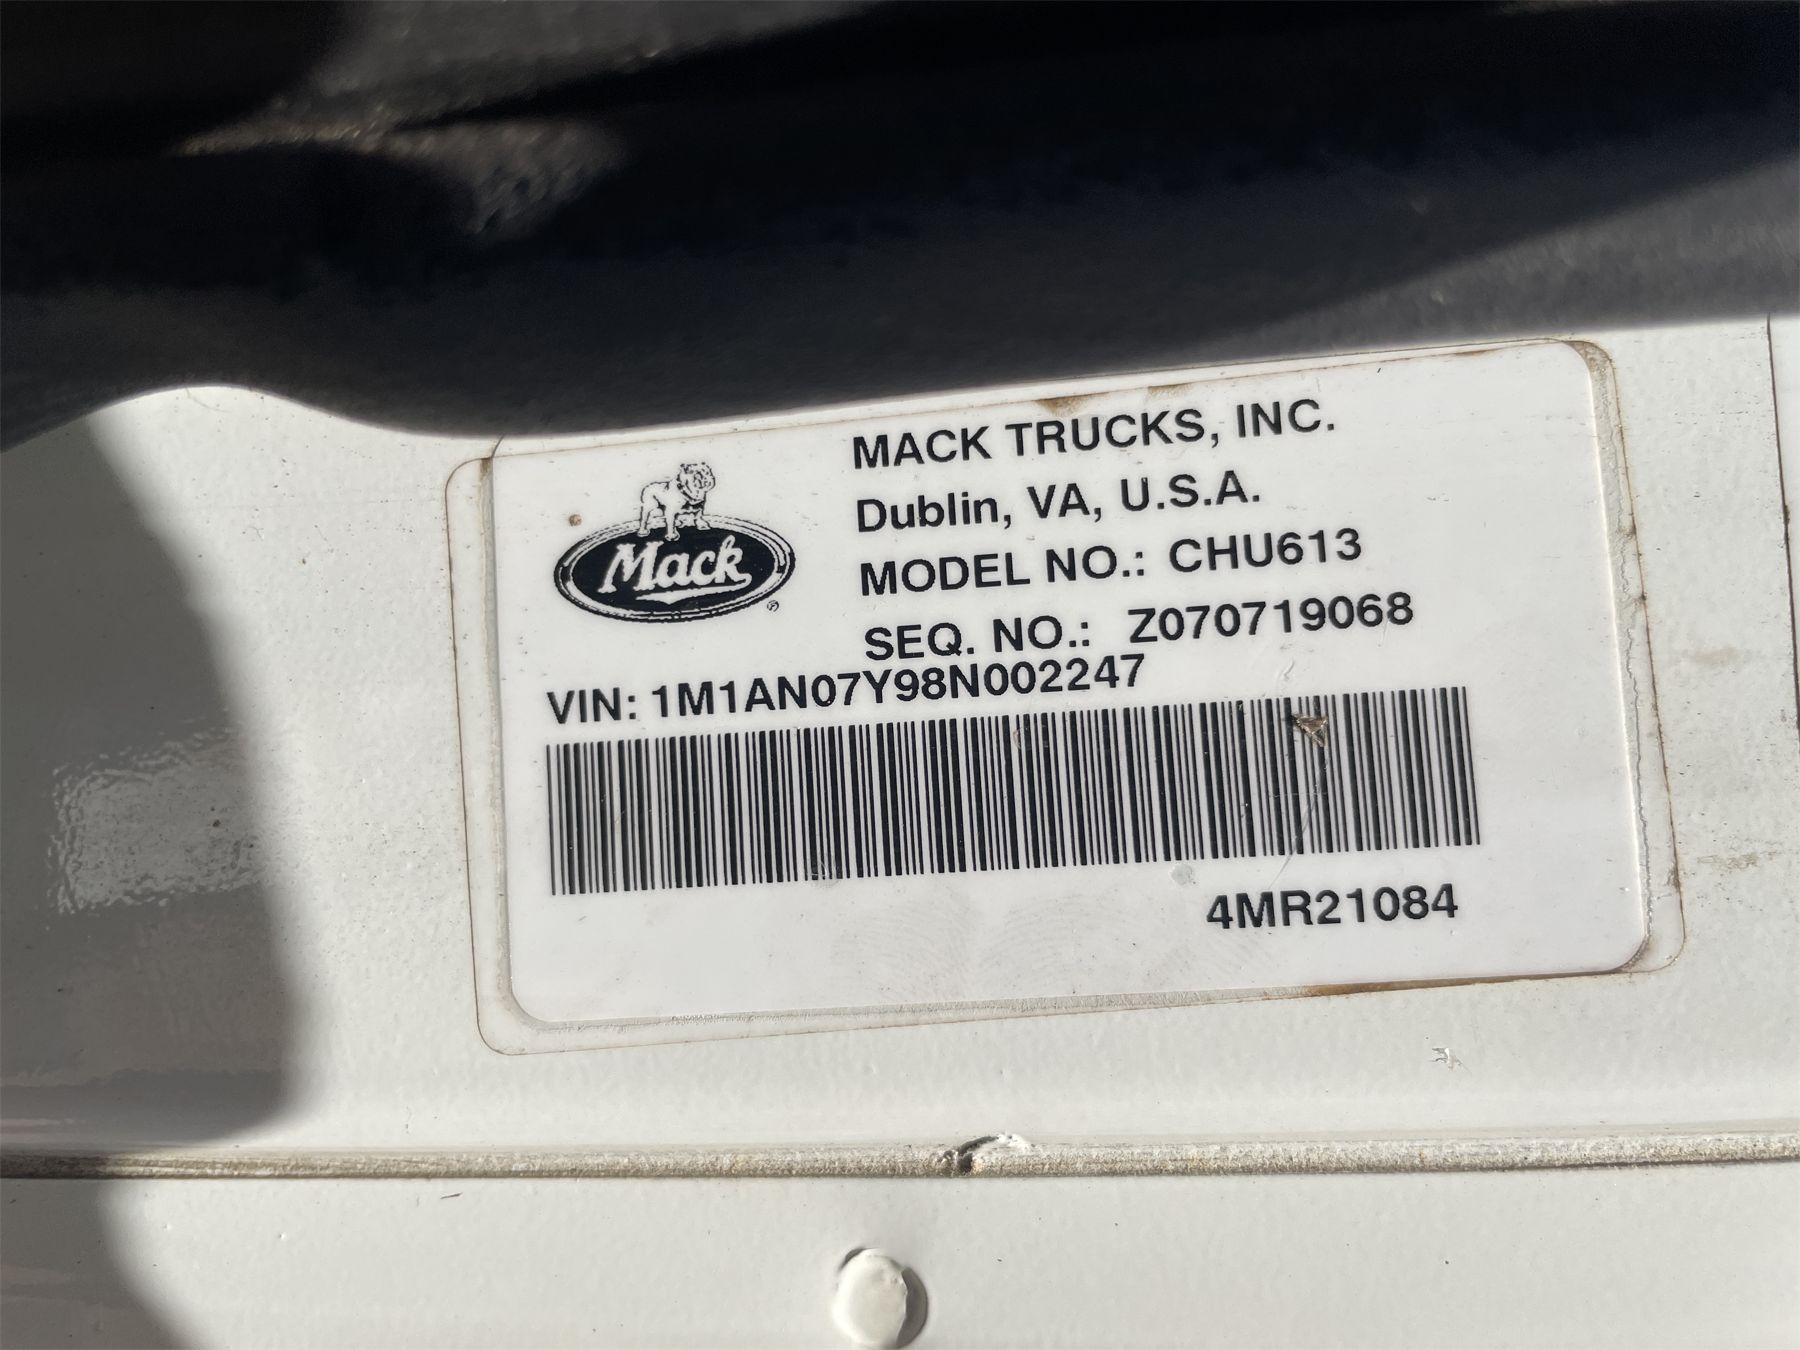 MACK TRUCKS, INC.
Dublin, VA, U.S.A.
MODEL NO.: CHU613
SEQ. NO.: Z070719068
Mack
®
VIN: 1M1AN07Y98N002247
4MR21084